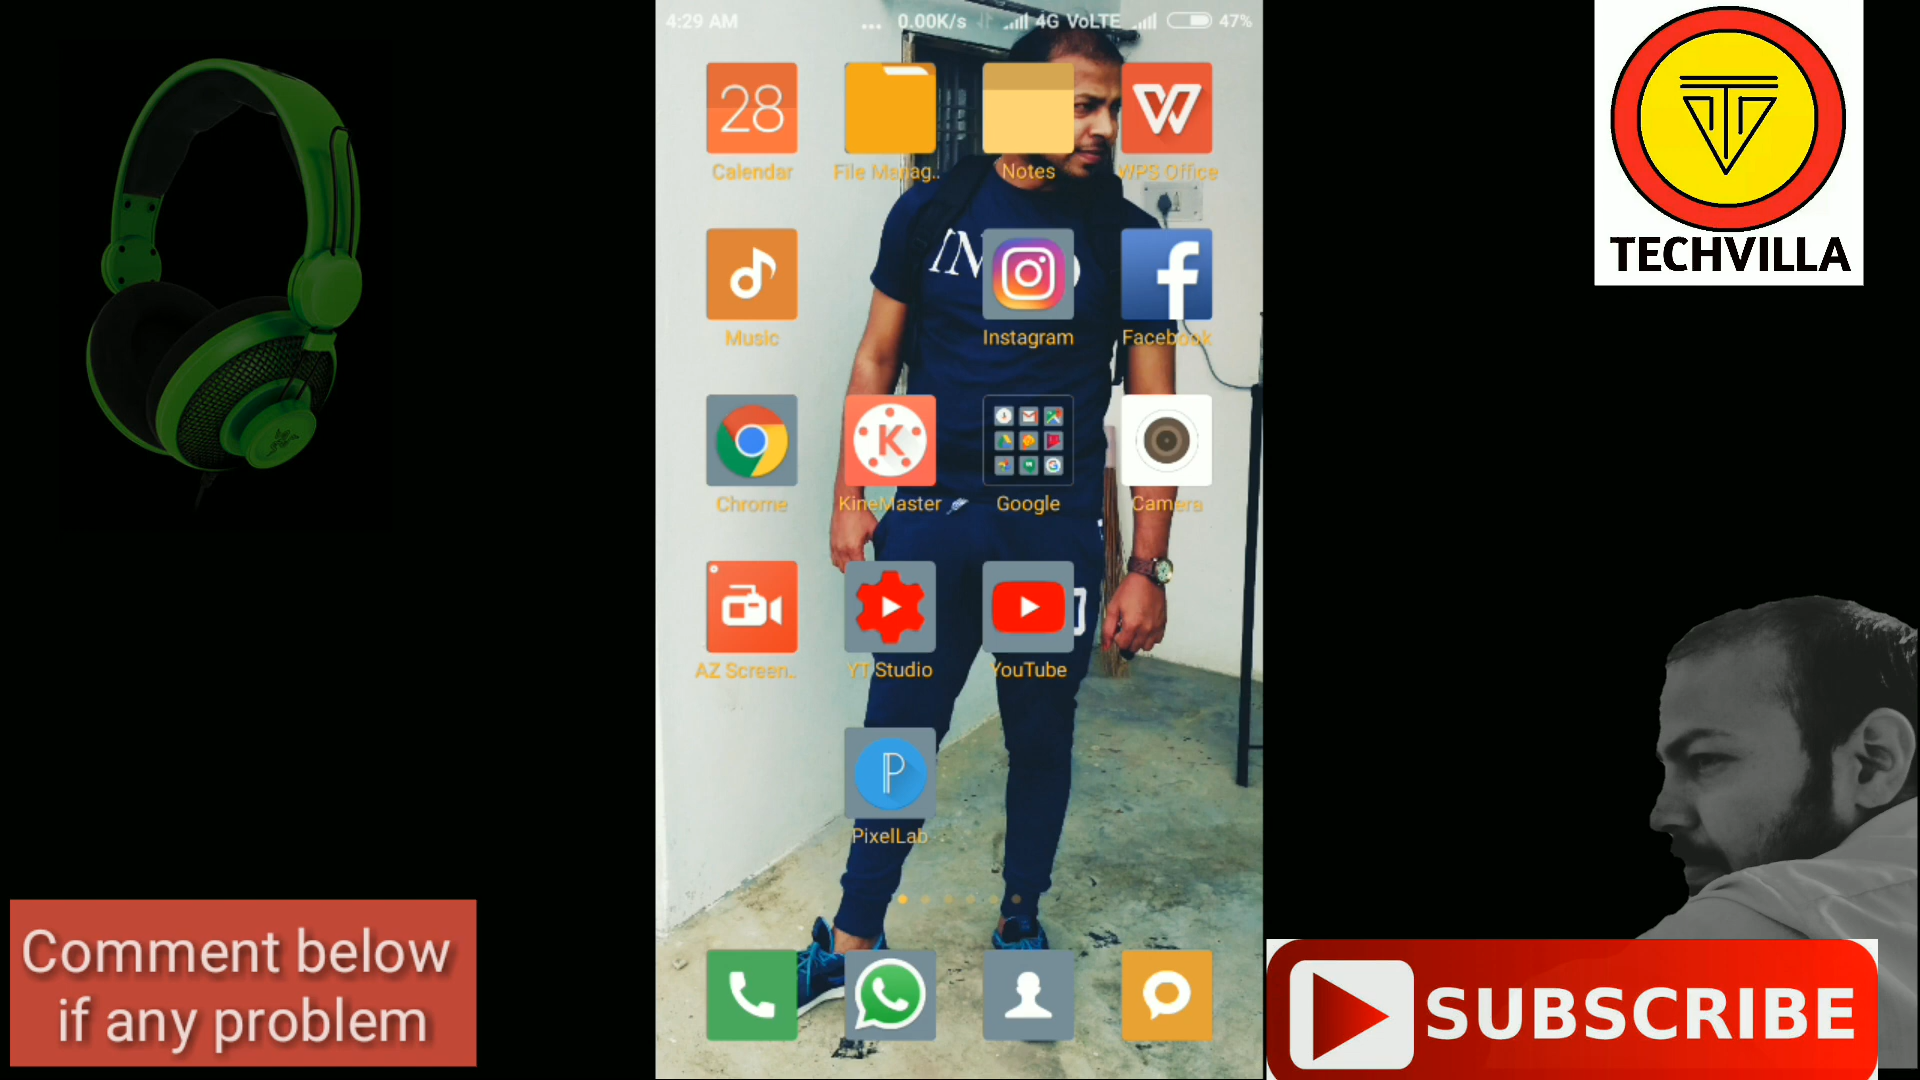 4:29 AM ... 0.00K/s 4G VoLTE 47%
28
Calendar File Manag.. Notes WPS Office
Music Instagram Facebook
Chrome KineMaster Google Camera
AZ Screen.. YT Studio YouTube
PixelLab
TECHVILLA
Comment below
if any problem
SUBSCRIBE